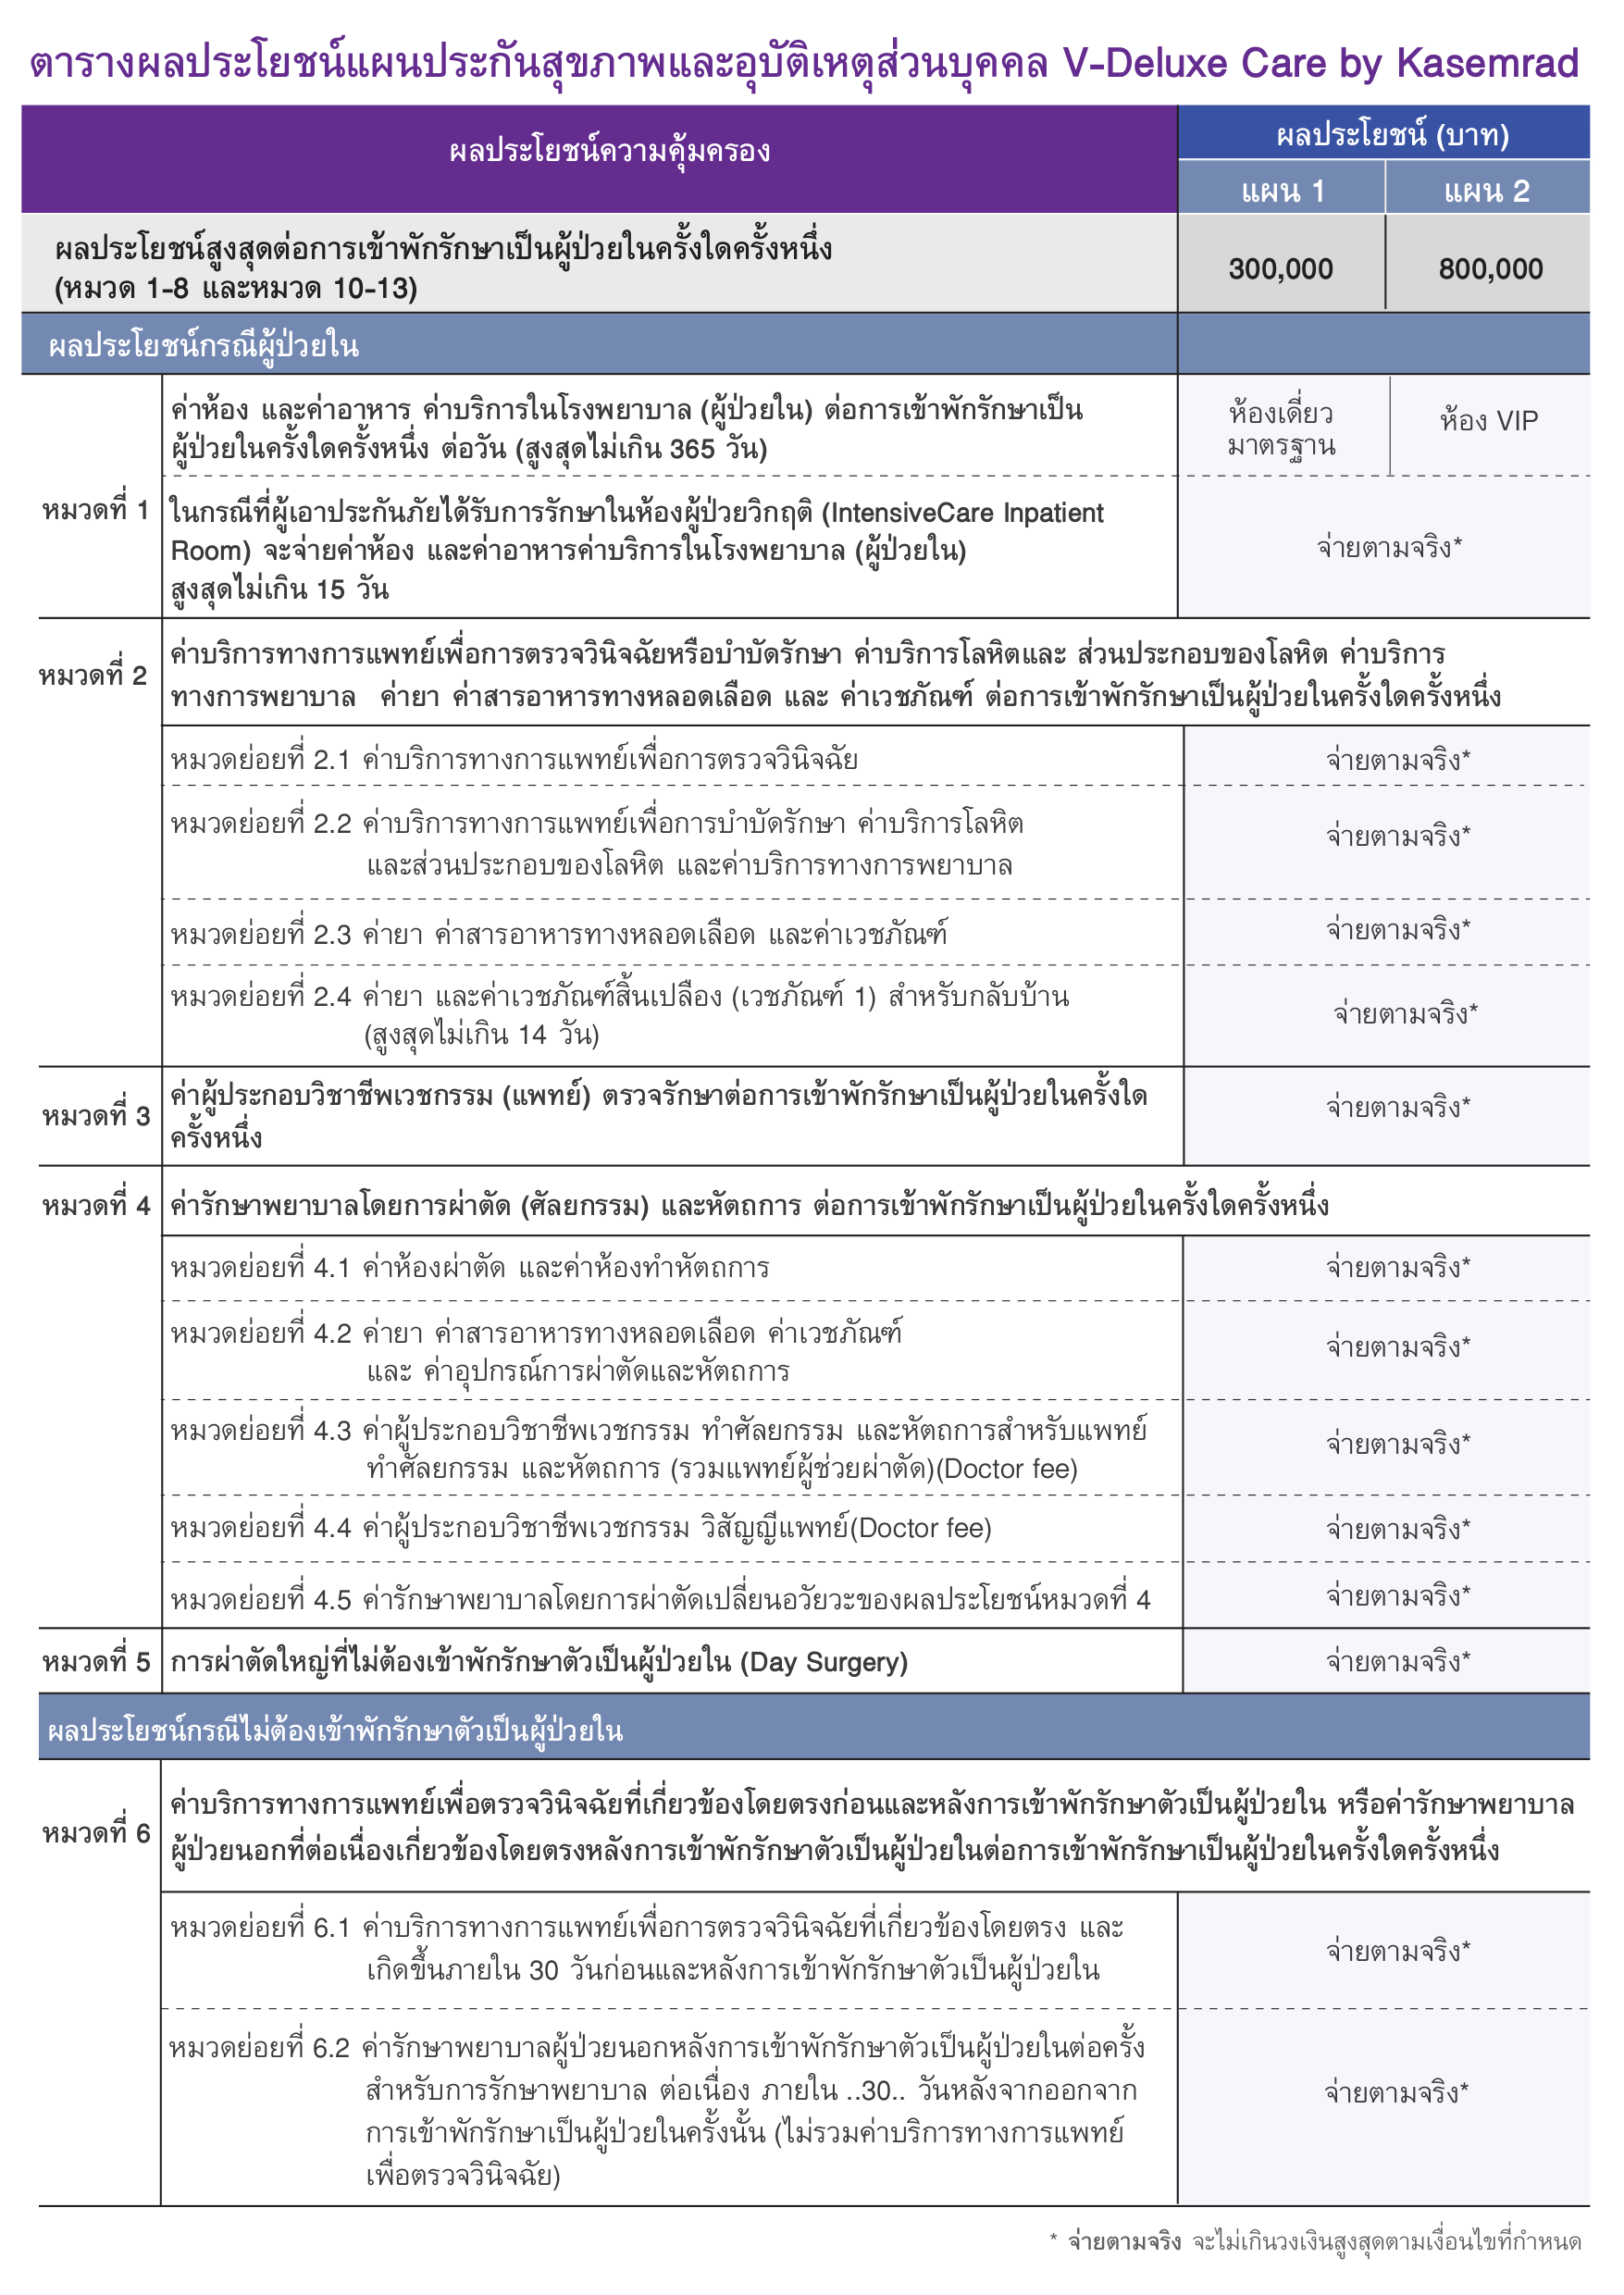 ตารางผลประโยชน์แผนประกันสุขภาพและอุบัติเหตุส่วนบุคคล V-Deluxe Care by Kasemrad
ผลประโยชน์ความคุ้มครอง
ผลประโยชน์ (บาท)
แผน 1
แผน 2
ผลประโยชน์สูงสุดต่อการเข้าพักรักษาเป็นผู้ป่วยในครั้งใดครั้งหนึ่ง
(หมวด 1-8 และหมวด 10-13)
300,000
800,000
ผลประโยชน์กรณีผู้ป่วยใน
หมวดที่ 1
ค่าห้อง และค่าอาหาร ค่าบริการในโรงพยาบาล (ผู้ป่วยใน) ต่อการเข้าพักรักษาเป็น
ผู้ป่วยในครั้งใดครั้งหนึ่ง ต่อวัน (สูงสุดไม่เกิน 365 วัน)
ห้องเดี่ยว
มาตรฐาน
ห้อง VIP
ในกรณีที่ผู้เอาประกันภัยได้รับการรักษาในห้องผู้ป่วยวิกฤติ (IntensiveCare Inpatient
Room) จะจ่ายค่าห้อง และค่าอาหารค่าบริการในโรงพยาบาล (ผู้ป่วยใน)
สูงสุดไม่เกิน 15 วัน
จ่ายตามจริง*
หมวดที่ 2
ค่าบริการทางการแพทย์เพื่อการตรวจวินิจฉัยหรือบำบัดรักษา ค่าบริการโลหิตและ ส่วนประกอบของโลหิต ค่าบริการ
ทางการพยาบาล ค่ายา ค่าสารอาหารทางหลอดเลือด และ ค่าเวชภัณฑ์ ต่อการเข้าพักรักษาเป็นผู้ป่วยในครั้งใดครั้งหนึ่ง
หมวดย่อยที่ 2.1 ค่าบริการทางการแพทย์เพื่อการตรวจวินิจฉัย
จ่ายตามจริง*
หมวดย่อยที่ 2.2 ค่าบริการทางการแพทย์เพื่อการบำบัดรักษา ค่าบริการโลหิต
และส่วนประกอบของโลหิต และค่าบริการทางการพยาบาล
จ่ายตามจริง*
หมวดย่อยที่ 2.3 ค่ายา ค่าสารอาหารทางหลอดเลือด และค่าเวชภัณฑ์
จ่ายตามจริง*
หมวดย่อยที่ 2.4 ค่ายา และค่าเวชภัณฑ์สิ้นเปลือง (เวชภัณฑ์ 1) สำหรับกลับบ้าน
(สูงสุดไม่เกิน 14 วัน)
จ่ายตามจริง*
หมวดที่ 3
ค่าผู้ประกอบวิชาชีพเวชกรรม (แพทย์) ตรวจรักษาต่อการเข้าพักรักษาเป็นผู้ป่วยในครั้งใด
ครั้งหนึ่ง
จ่ายตามจริง*
หมวดที่ 4
ค่ารักษาพยาบาลโดยการผ่าตัด (ศัลยกรรม) และหัตถการ ต่อการเข้าพักรักษาเป็นผู้ป่วยในครั้งใดครั้งหนึ่ง
หมวดย่อยที่ 4.1 ค่าห้องผ่าตัด และค่าห้องทำหัตถการ
จ่ายตามจริง*
หมวดย่อยที่ 4.2 ค่ายา ค่าสารอาหารทางหลอดเลือด ค่าเวชภัณฑ์
และ ค่าอุปกรณ์การผ่าตัดและหัตถการ
จ่ายตามจริง*
หมวดย่อยที่ 4.3 ค่าผู้ประกอบวิชาชีพเวชกรรม ทำศัลยกรรม และหัตถการสำหรับแพทย์
ทำศัลยกรรม และหัตถการ (รวมแพทย์ผู้ช่วยผ่าตัด)(Doctor fee)
จ่ายตามจริง*
หมวดย่อยที่ 4.4 ค่าผู้ประกอบวิชาชีพเวชกรรม วิสัญญีแพทย์(Doctor fee)
จ่ายตามจริง*
หมวดย่อยที่ 4.5 ค่ารักษาพยาบาลโดยการผ่าตัดเปลี่ยนอวัยวะของผลประโยชน์หมวดที่ 4
จ่ายตามจริง*
หมวดที่ 5
การผ่าตัดใหญ่ที่ไม่ต้องเข้าพักรักษาตัวเป็นผู้ป่วยใน (Day Surgery)
จ่ายตามจริง*
ผลประโยชน์กรณีไม่ต้องเข้าพักรักษาตัวเป็นผู้ป่วยใน
หมวดที่ 6
ค่าบริการทางการแพทย์เพื่อตรวจวินิจฉัยที่เกี่ยวข้องโดยตรงก่อนและหลังการเข้าพักรักษาตัวเป็นผู้ป่วยใน หรือค่ารักษาพยาบาล
ผู้ป่วยนอกที่ต่อเนื่องเกี่ยวข้องโดยตรงหลังการเข้าพักรักษาตัวเป็นผู้ป่วยในต่อการเข้าพักรักษาเป็นผู้ป่วยในครั้งใดครั้งหนึ่ง
หมวดย่อยที่ 6.1 ค่าบริการทางการแพทย์เพื่อการตรวจวินิจฉัยที่เกี่ยวข้องโดยตรง และ
เกิดขึ้นภายใน 30 วันก่อนและหลังการเข้าพักรักษาตัวเป็นผู้ป่วยใน
จ่ายตามจริง*
หมวดย่อยที่ 6.2 ค่ารักษาพยาบาลผู้ป่วยนอกหลังการเข้าพักรักษาตัวเป็นผู้ป่วยในต่อครั้ง
สำหรับการรักษาพยาบาล ต่อเนื่อง ภายใน ..30.. วันหลังจากออกจาก
การเข้าพักรักษาเป็นผู้ป่วยในครั้งนั้น (ไม่รวมค่าบริการทางการแพทย์
เพื่อตรวจวินิจฉัย)
จ่ายตามจริง*
* จ่ายตามจริง จะไม่เกินวงเงินสูงสุดตามเงื่อนไขที่กำหนด